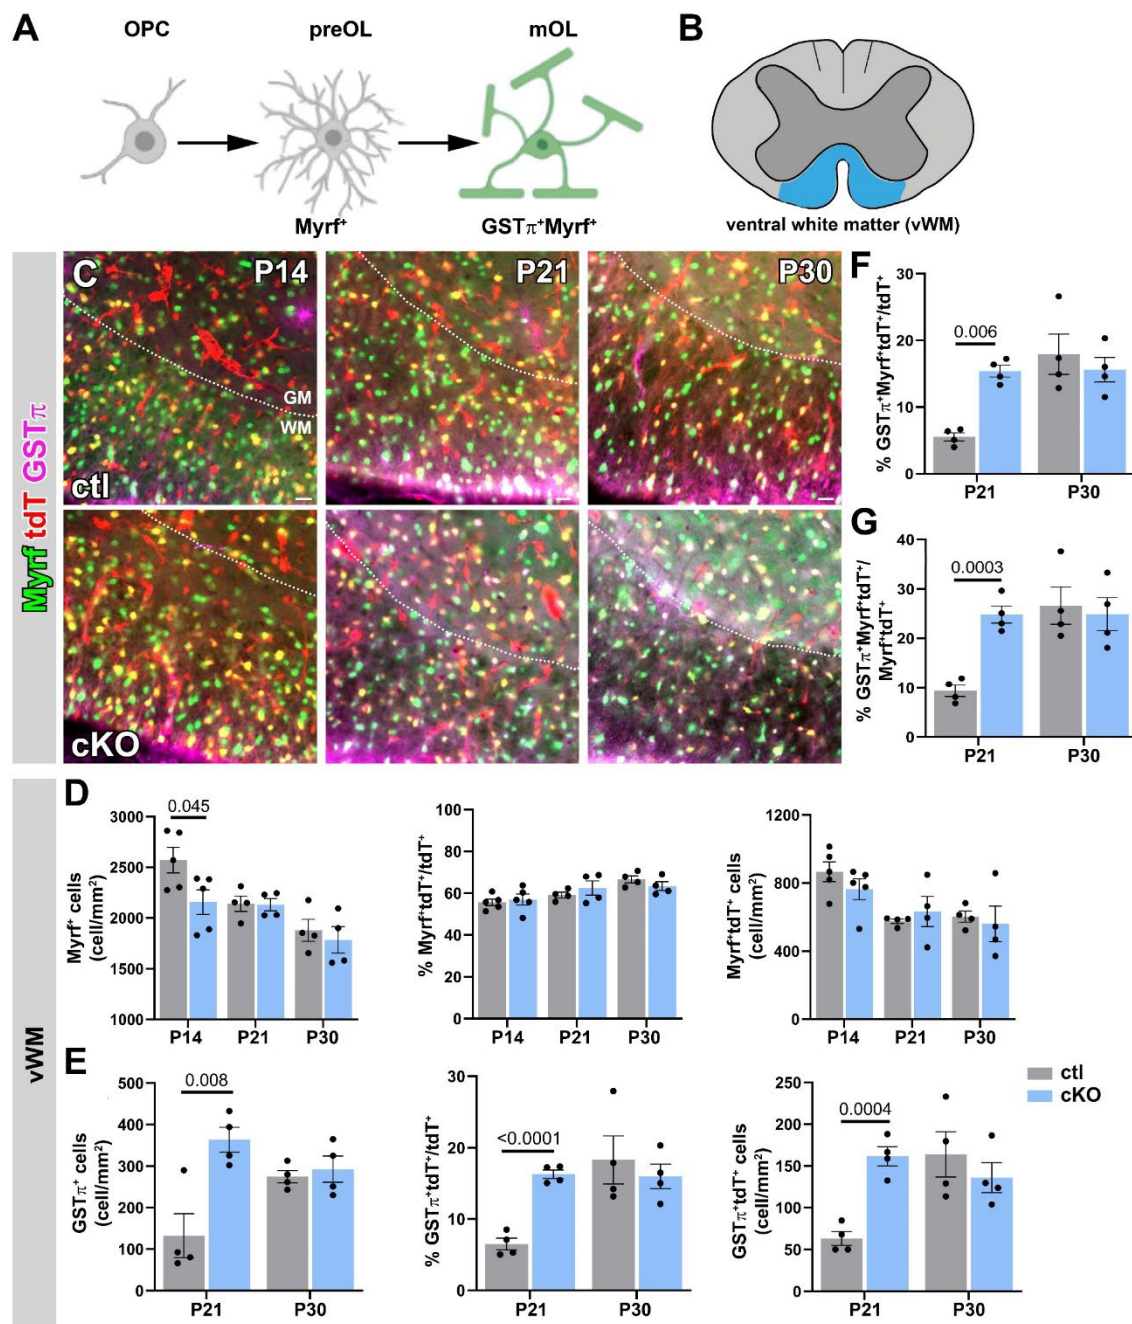 A
OPC
preOL
mOL
Myrf⁺
GSTπ⁺Myrf⁺
B
ventral white matter (vWM)
Myrf tdT GSTπ
C
P14
P21
P30
GM
WM
ctl
cKO
F
% GSTπ⁺Myrf⁺tdT⁺/tdT⁺
30
20
10
0
0.006
P21
P30
G
% GSTπ⁺Myrf⁺tdT⁺/
Myrf⁺tdT⁺
40
30
20
10
0
0.0003
P21
P30
vWM
D
Myrf⁺ cells
(cell/mm²)
3000
2500
2000
1500
1000
0.045
P14
P21
P30
% Myrf⁺tdT⁺/tdT⁺
100
80
60
40
20
0
P14
P21
P30
Myrf⁺tdT⁺ cells
(cell/mm²)
1200
800
400
0
P14
P21
P30
E
GSTπ⁺ cells
(cell/mm²)
500
400
300
200
100
0
0.008
P21
P30
% GSTπ⁺tdT⁺/tdT⁺
30
20
10
0
<0.0001
P21
P30
GSTπ⁺tdT⁺ cells
(cell/mm²)
250
200
150
100
50
0
0.0004
P21
P30
ctl
cKO